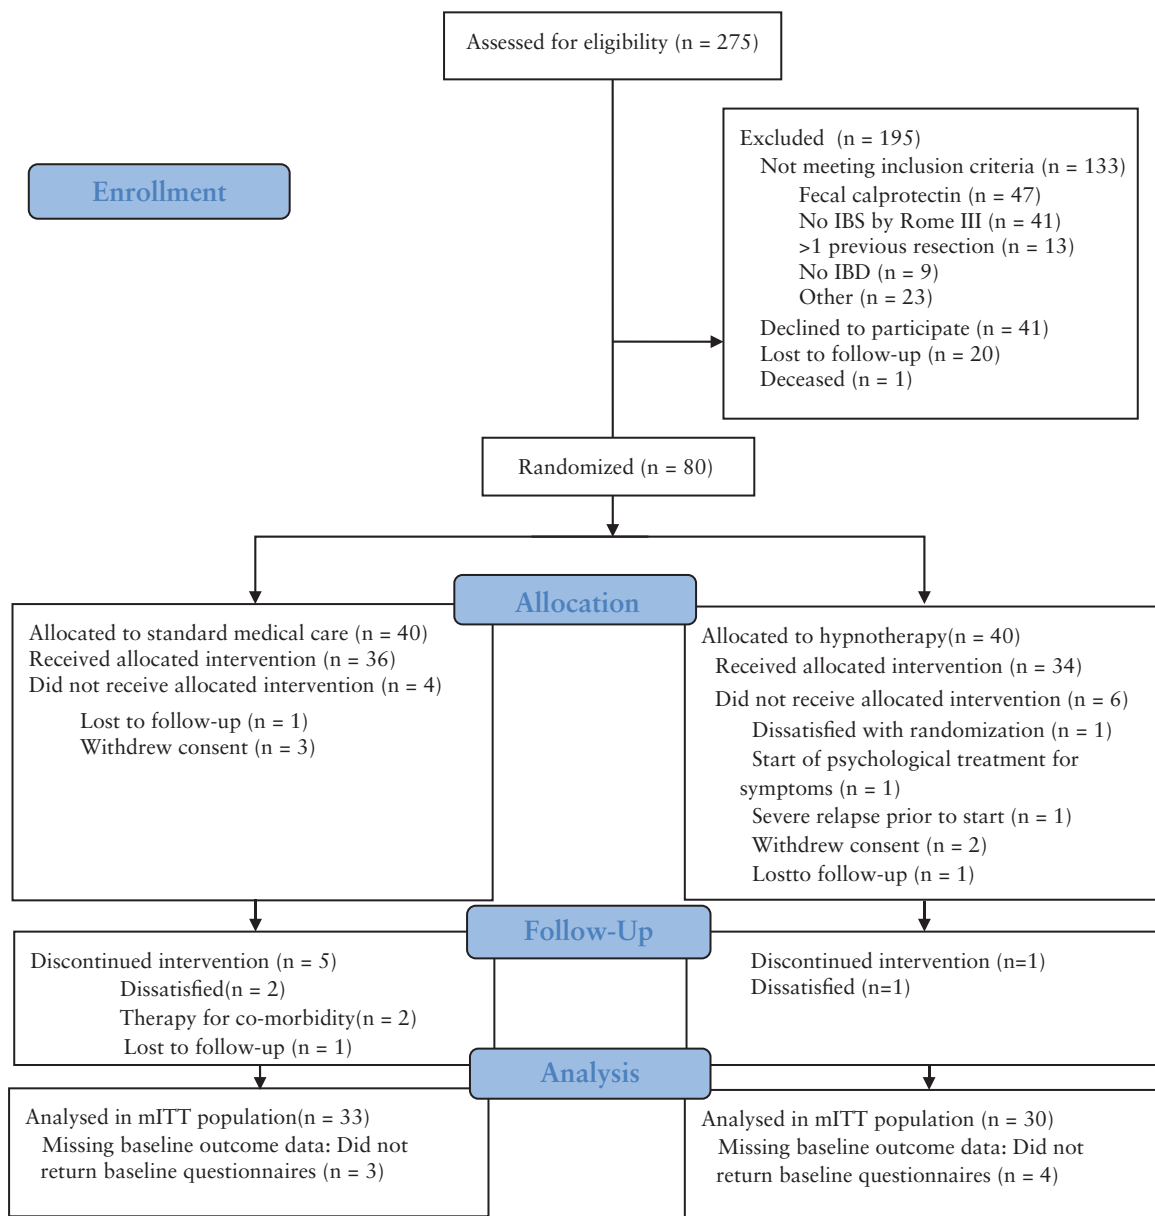 Assessed for eligibility (n = 275)
Excluded (n = 195)
Not meeting inclusion criteria (n = 133)
Fecal calprotectin (n = 47)
No IBS by Rome III (n = 41)
>1 previous resection (n = 13)
No IBD (n = 9)
Other (n = 23)
Declined to participate (n = 41)
Lost to follow-up (n = 20)
Deceased (n = 1)
Enrollment
Randomized (n = 80)
Allocation
Allocated to standard medical care (n = 40)
Received allocated intervention (n = 36)
Did not receive allocated intervention (n = 4)
Lost to follow-up (n = 1)
Withdrew consent (n = 3)
Allocated to hypnotherapy(n = 40)
Received allocated intervention (n = 34)
Did not receive allocated intervention (n = 6)
Dissatisfied with randomization (n = 1)
Start of psychological treatment for
symptoms (n = 1)
Severe relapse prior to start (n = 1)
Withdrew consent (n = 2)
Lostto follow-up (n = 1)
Follow-Up
Discontinued intervention (n = 5)
Dissatisfied(n = 2)
Therapy for co-morbidity(n = 2)
Lost to follow-up (n = 1)
Discontinued intervention (n=1)
Dissatisfied (n=1)
Analysis
Analysed in mITT population(n = 33)
Missing baseline outcome data: Did not
return baseline questionnaires (n = 3)
Analysed in mITT population (n = 30)
Missing baseline outcome data: Did not
return baseline questionnaires (n = 4)